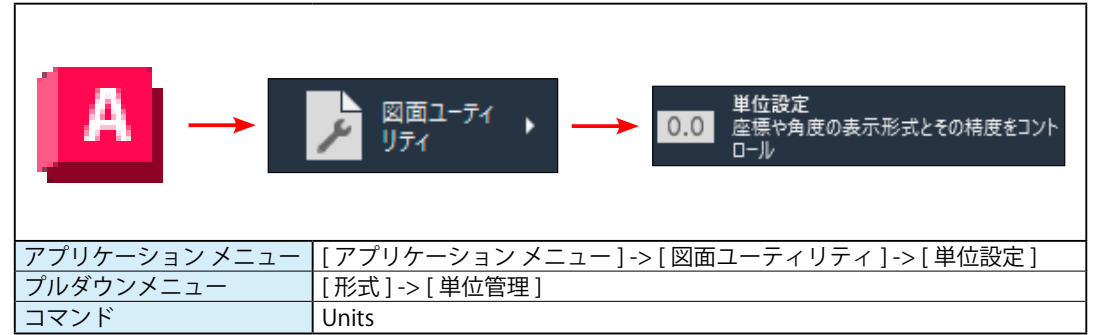 A
図面ユーティ
リティ
0.0
単位設定
座標や角度の表示形式とその精度をコント
ロール
アプリケーション メニュー [ アプリケーション メニュー ] -> [ 図面ユーティリティ ] -> [ 単位設定 ]
プルダウンメニュー [ 形式 ] -> [ 単位管理 ]
コマンド Units